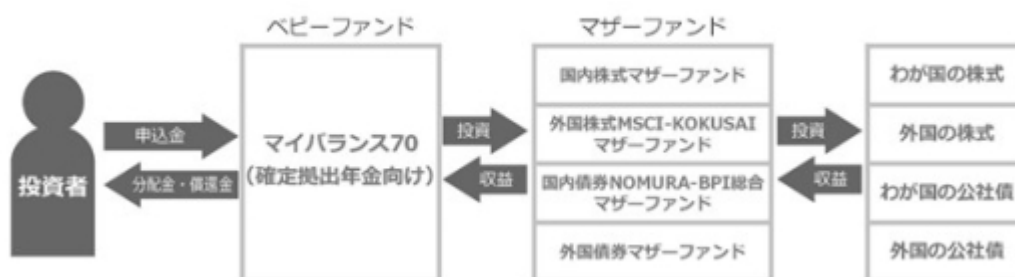 ベビーファンド
マザーファンド
投資者
申込金
分配金・償還金
マイバランス70
(確定拠出年金向け)
投資
収益
国内株式マザーファンド
外国株式MSCI-KOKUSAI
マザーファンド
国内債券NOMURA-BPI総合
マザーファンド
外国債券マザーファンド
投資
収益
わが国の株式
外国の株式
わが国の公社債
外国の公社債